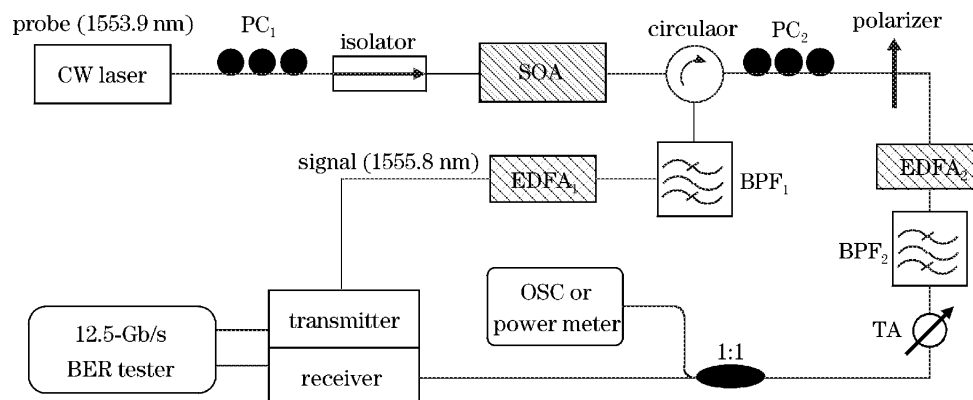 probe (1553.9 nm)
PC1
isolator
circulaor
PC2
polarizer
CW laser
SOA
signal (1555.8 nm)
EDFA1
BPF1
EDFA2
BPF2
OSC or
power meter
TA
12.5-Gb/s
BER tester
transmitter
receiver
1:1